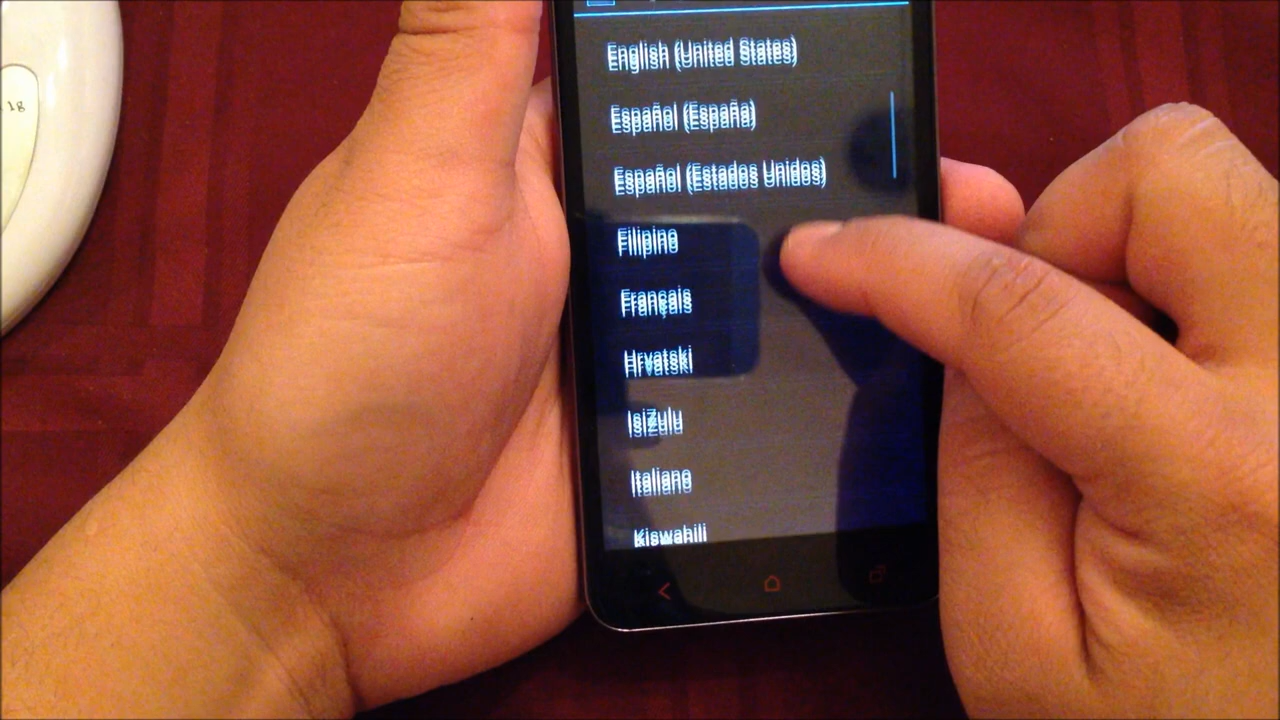 English (United States)
Español (España)
Español (Estados Unidos)
Filipino
Français
Hrvatski
IsiZulu
Italiano
Kiswahili